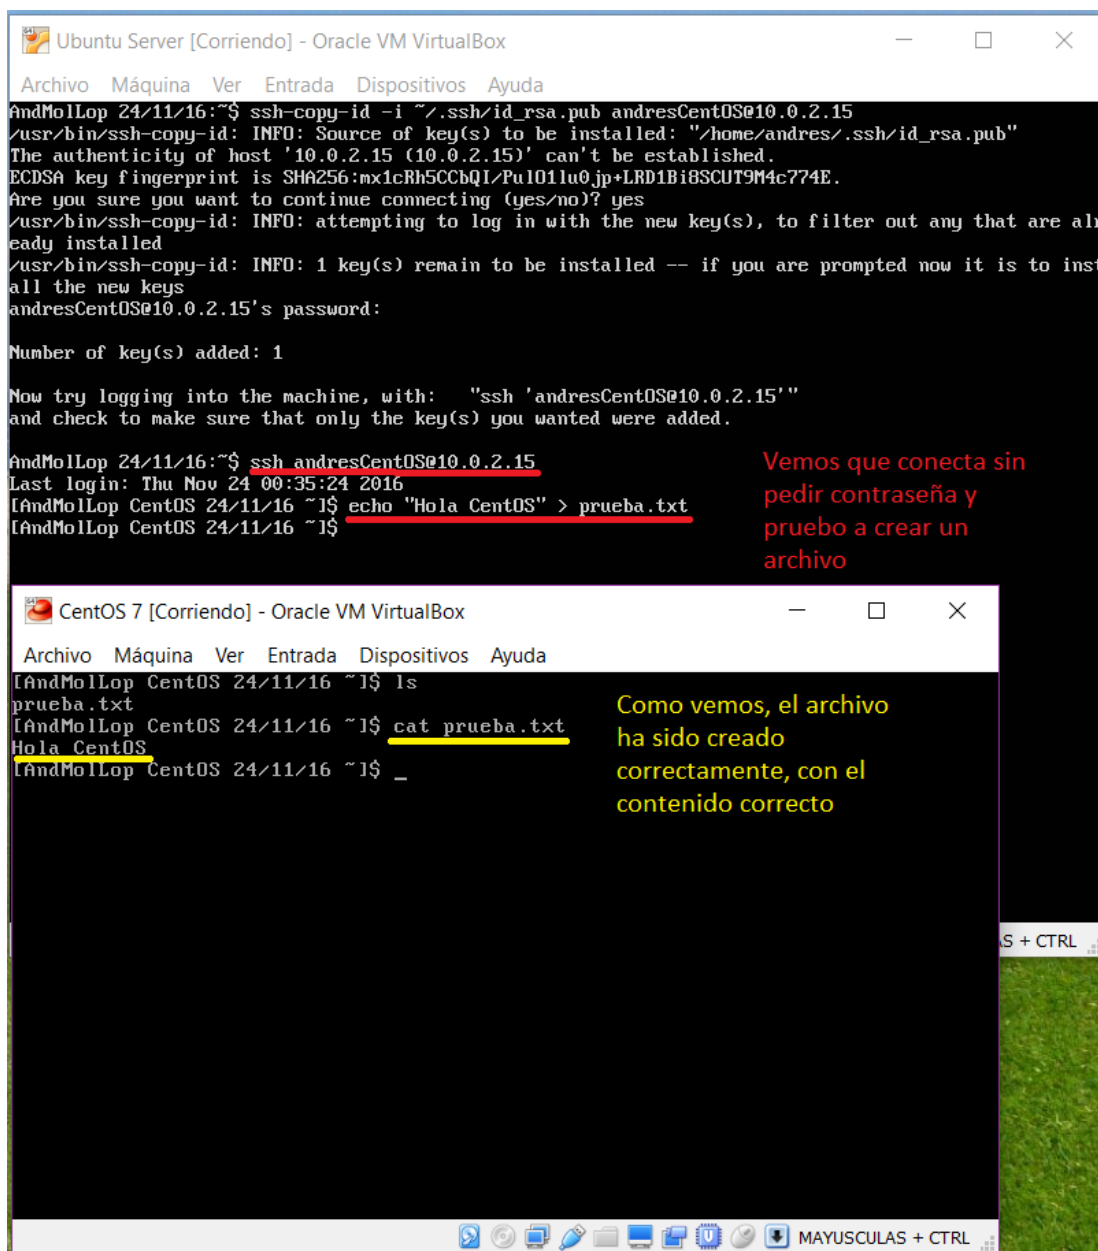 Ubuntu Server [Corriendo] - Oracle VM VirtualBox
Archivo Máquina Ver Entrada Dispositivos Ayuda
AndMolLop 24/11/16:~$ ssh-copy-id -i ~/.ssh/id_rsa.pub andresCentOS@10.0.2.15
/usr/bin/ssh-copy-id: INFO: Source of key(s) to be installed: "/home/andres/.ssh/id_rsa.pub"
The authenticity of host '10.0.2.15 (10.0.2.15)' can't be established.
ECDSA key fingerprint is SHA256:mx1cRh5CCbQI/PulO1lu0jp+LRD1Bi8SCUT9M4c774E.
Are you sure you want to continue connecting (yes/no)? yes
/usr/bin/ssh-copy-id: INFO: attempting to log in with the new key(s), to filter out any that are alr
eady installed
/usr/bin/ssh-copy-id: INFO: 1 key(s) remain to be installed -- if you are prompted now it is to inst
all the new keys
andresCentOS@10.0.2.15's password:
Number of key(s) added: 1
Now try logging into the machine, with: "ssh 'andresCentOS@10.0.2.15'"
and check to make sure that only the key(s) you wanted were added.
AndMolLop 24/11/16:~$ ssh andresCentOS@10.0.2.15
Last login: Thu Nov 24 00:35:24 2016
[AndMolLop CentOS 24/11/16 ~]$ echo "Hola CentOS" > prueba.txt
[AndMolLop CentOS 24/11/16 ~]$
Vemos que conecta sin
pedir contraseña y
pruebo a crear un
archivo
CentOS 7 [Corriendo] - Oracle VM VirtualBox
Archivo Máquina Ver Entrada Dispositivos Ayuda
[AndMolLop CentOS 24/11/16 ~]$ ls
prueba.txt
[AndMolLop CentOS 24/11/16 ~]$ cat prueba.txt
Hola CentOS
[AndMolLop CentOS 24/11/16 ~]$ _
Como vemos, el archivo
ha sido creado
correctamente, con el
contenido correcto
AS + CTRL
MAYUSCULAS + CTRL